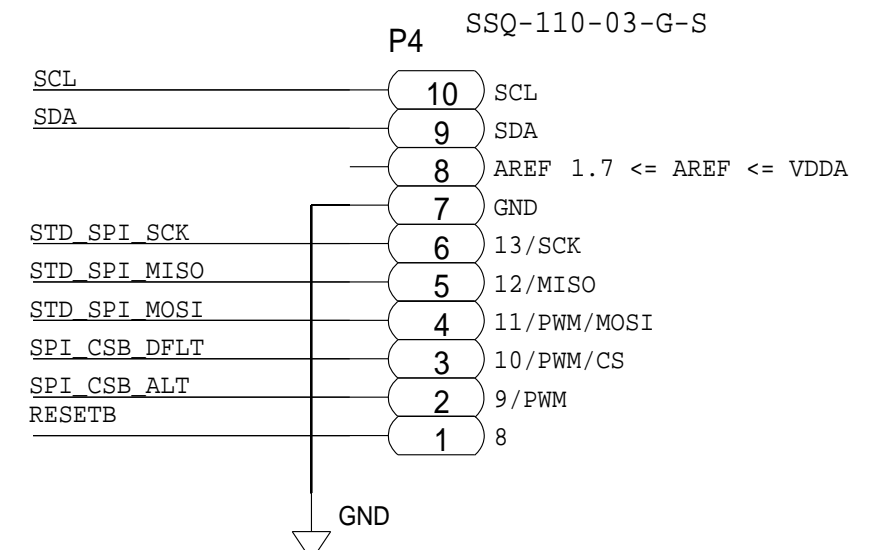 SSQ-110-03-G-S
P4
SCL 10 SCL
SDA 9 SDA
8 AREF 1.7 <= AREF <= VDDA
7 GND
STD_SPI_SCK 6 13/SCK
STD_SPI_MISO 5 12/MISO
STD_SPI_MOSI 4 11/PWM/MOSI
SPI_CSB_DFLT 3 10/PWM/CS
SPI_CSB_ALT 2 9/PWM
RESETB 1 8
GND